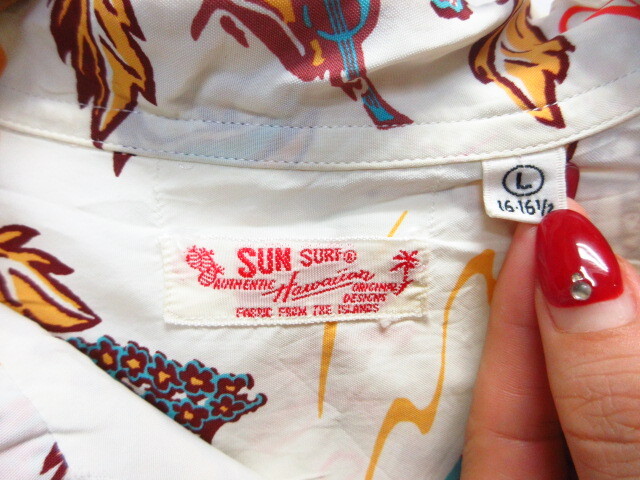 SUN SURF®
AUTHENTIC Hawaiian ORIGINAL
DESIGNS
FABRIC FROM THE ISLANDS
L
16·16½